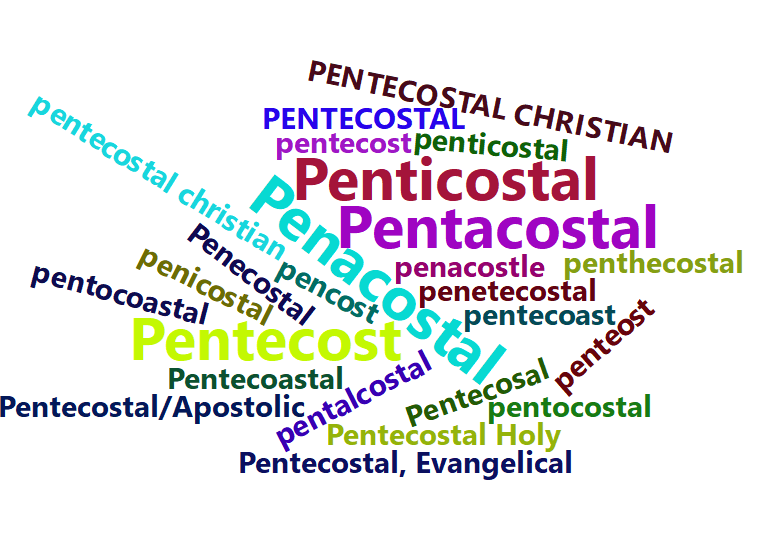 PENTECOSTAL CHRISTIAN
pentecostal christian
PENTECOSTAL
pentecost
penticostal
Penticostal
Penacostal
Pentacostal
Penecostal
penicostal
pencost
penacostle
penthecostal
pentocoastal
penetecostal
pentecoast
penteost
Pentecost
Pentecoastal
pentalcostal
Pentecosal
Pentecostal/Apostolic
pentocostal
Pentecostal Holy
Pentecostal, Evangelical